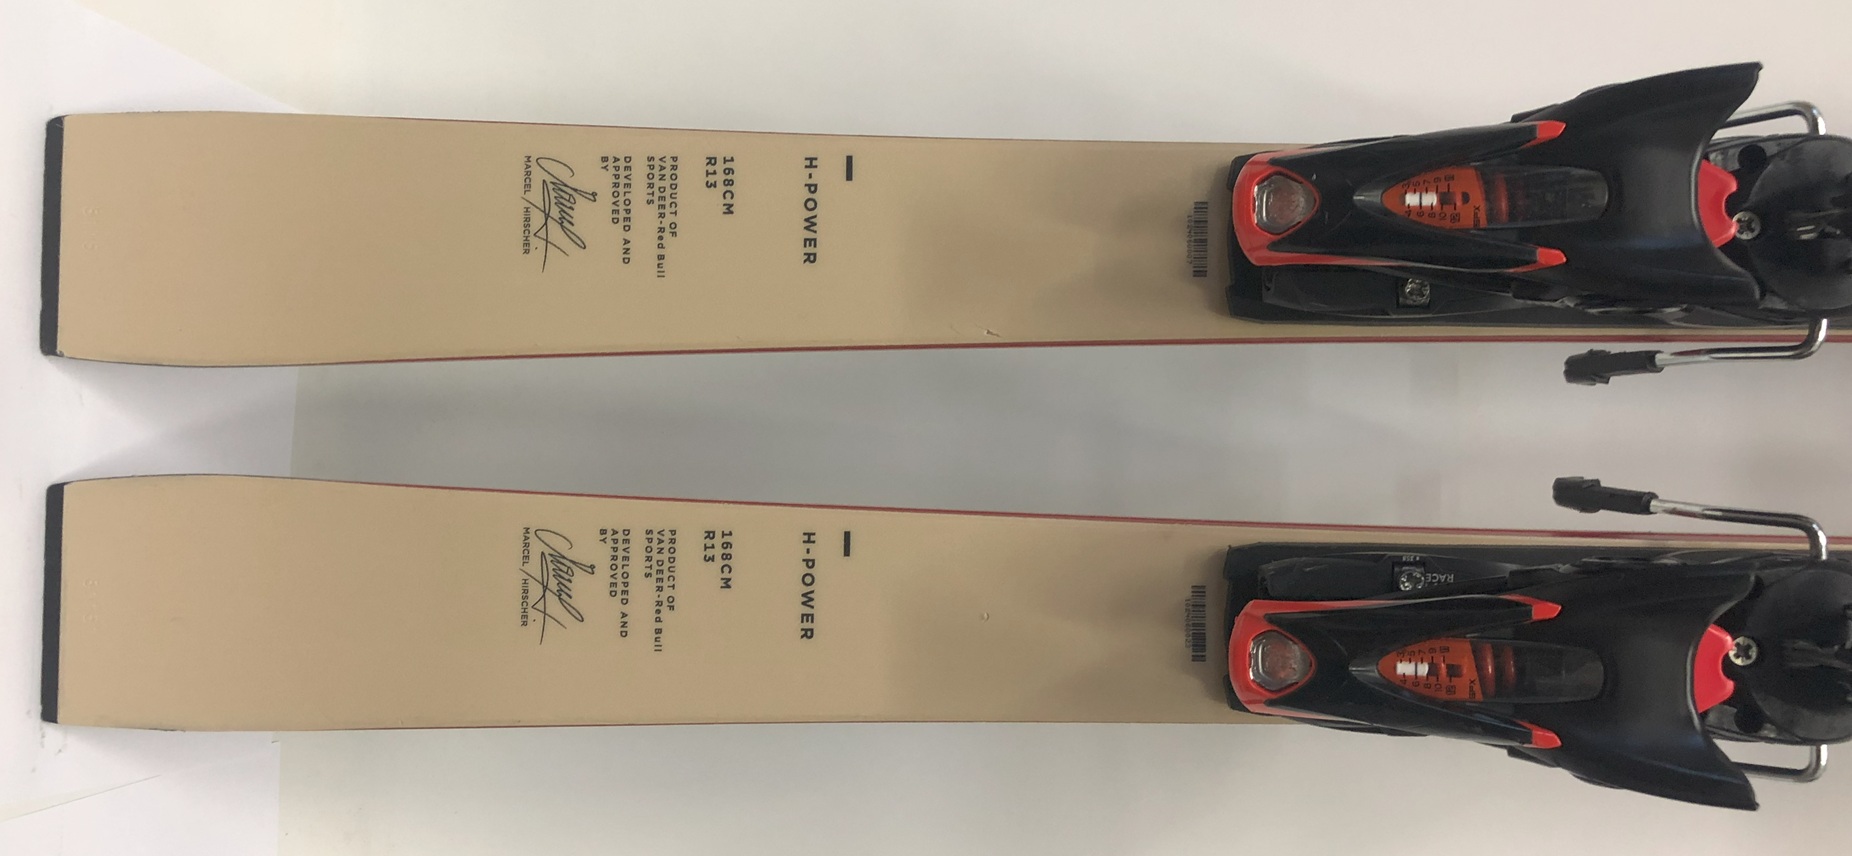 H-POWER
168CM
R13
PRODUCT OF
VAN DEER-Red Bull
SPORTS
DEVELOPED AND
APPROVED
BY
MARCEL HIRSCHER
H-POWER
168CM
R13
PRODUCT OF
VAN DEER-Red Bull
SPORTS
DEVELOPED AND
APPROVED
BY
MARCEL HIRSCHER
RACE